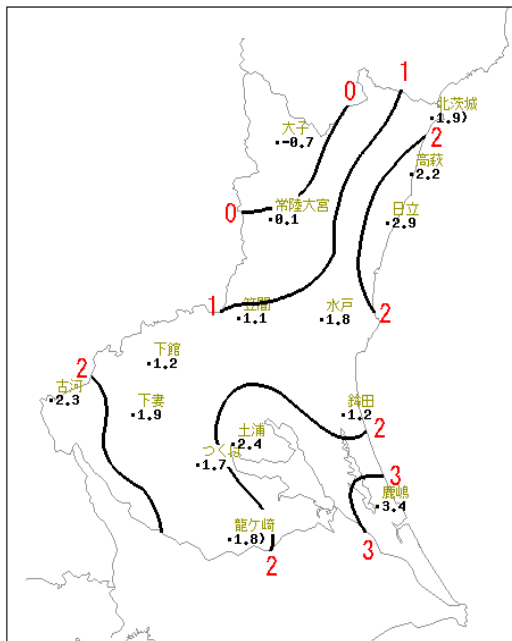 1
0
北茨城
1.9)
2
大子
-0.7
高萩
2.2
常陸大宮
0
0.1
日立
2.9
1
笠間
1.1
水戸
1.8
2
下館
1.2
2
古河
2.3
下妻
1.9
鉾田
1.2
2
土浦
2.4
つくば
1.7
3
鹿嶋
3.4
龍ケ崎
1.8)
2
3